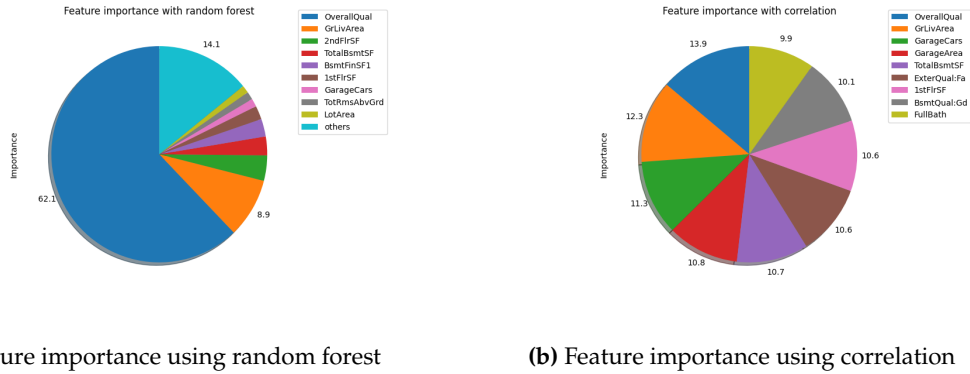 Feature importance with random forest
OverallQual
GrLivArea
2ndFlrSF
TotalBsmtSF
BsmtFinSF1
1stFlrSF
GarageCars
TotRmsAbvGrd
LotArea
others
14.1
Importance
62.1
8.9
Feature importance with correlation
OverallQual
GrLivArea
GarageCars
GarageArea
TotalBsmtSF
ExterQual:Fa
1stFlrSF
BsmtQual:Gd
FullBath
13.9
9.9
12.3
10.1
Importance
10.6
11.3
10.6
10.8
10.7
ure importance using random forest
(b) Feature importance using correlation